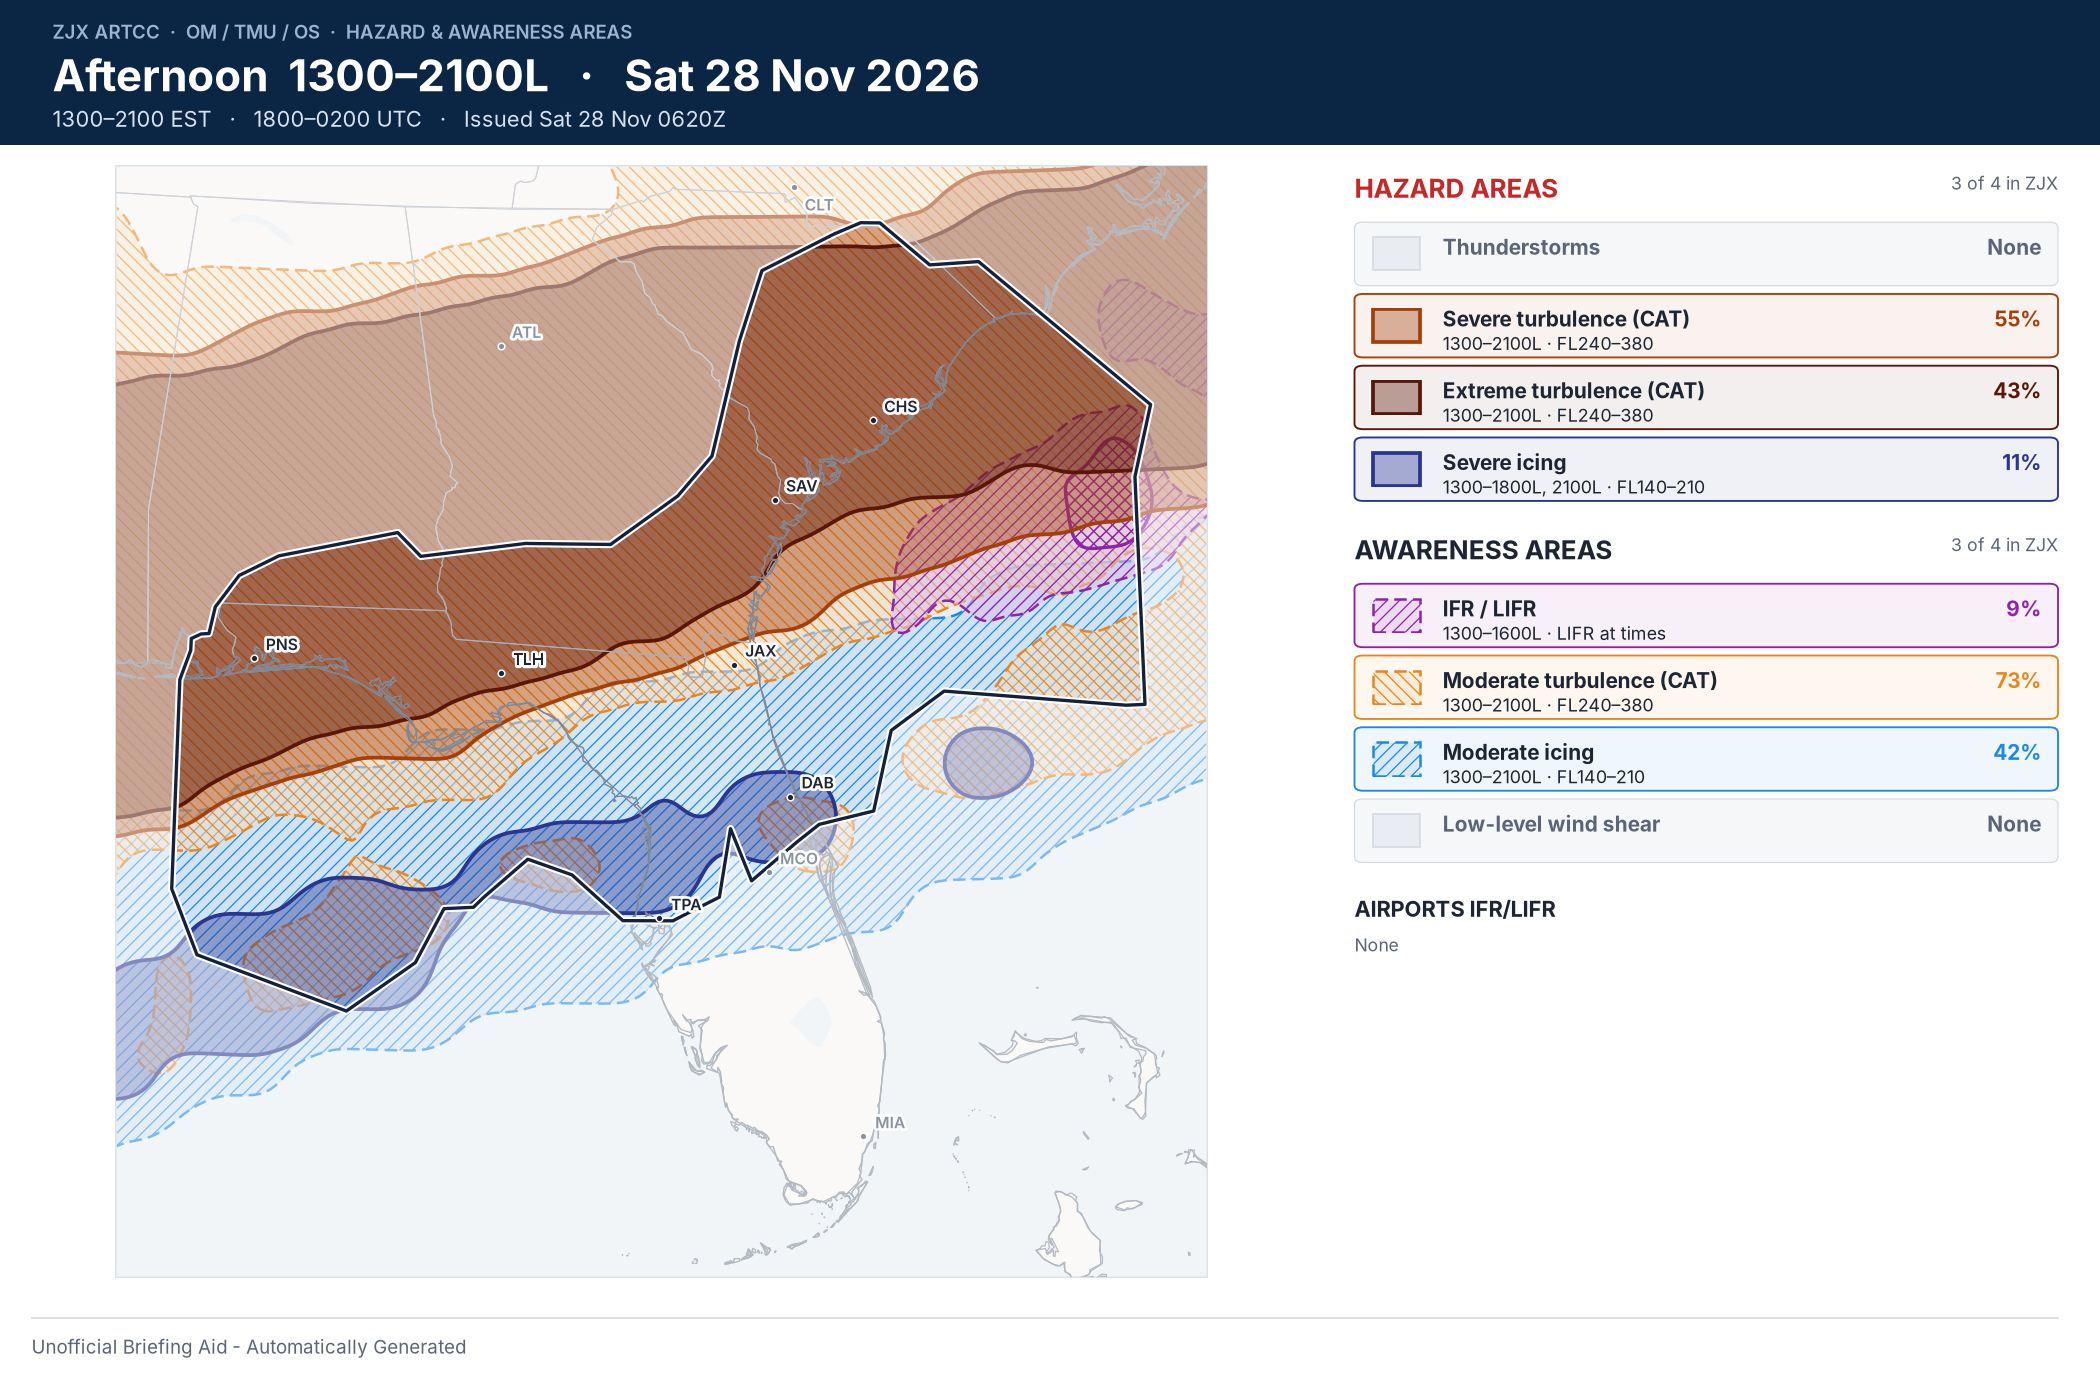 ZJX ARTCC · OM / TMU / OS · HAZARD & AWARENESS AREAS
Afternoon 1300–2100L · Sat 28 Nov 2026
1300–2100 EST · 1800–0200 UTC · Issued Sat 28 Nov 0620Z
CLT
ATL
CHS
SAV
PNS
TLH
JAX
DAB
MCO
TPA
MIA
HAZARD AREAS
3 of 4 in ZJX
Thunderstorms
None
Severe turbulence (CAT)
55%
1300–2100L · FL240–380
Extreme turbulence (CAT)
43%
1300–2100L · FL240–380
Severe icing
11%
1300–1800L, 2100L · FL140–210
AWARENESS AREAS
3 of 4 in ZJX
IFR / LIFR
9%
1300–1600L · LIFR at times
Moderate turbulence (CAT)
73%
1300–2100L · FL240–380
Moderate icing
42%
1300–2100L · FL140–210
Low-level wind shear
None
AIRPORTS IFR/LIFR
None
Unofficial Briefing Aid - Automatically Generated